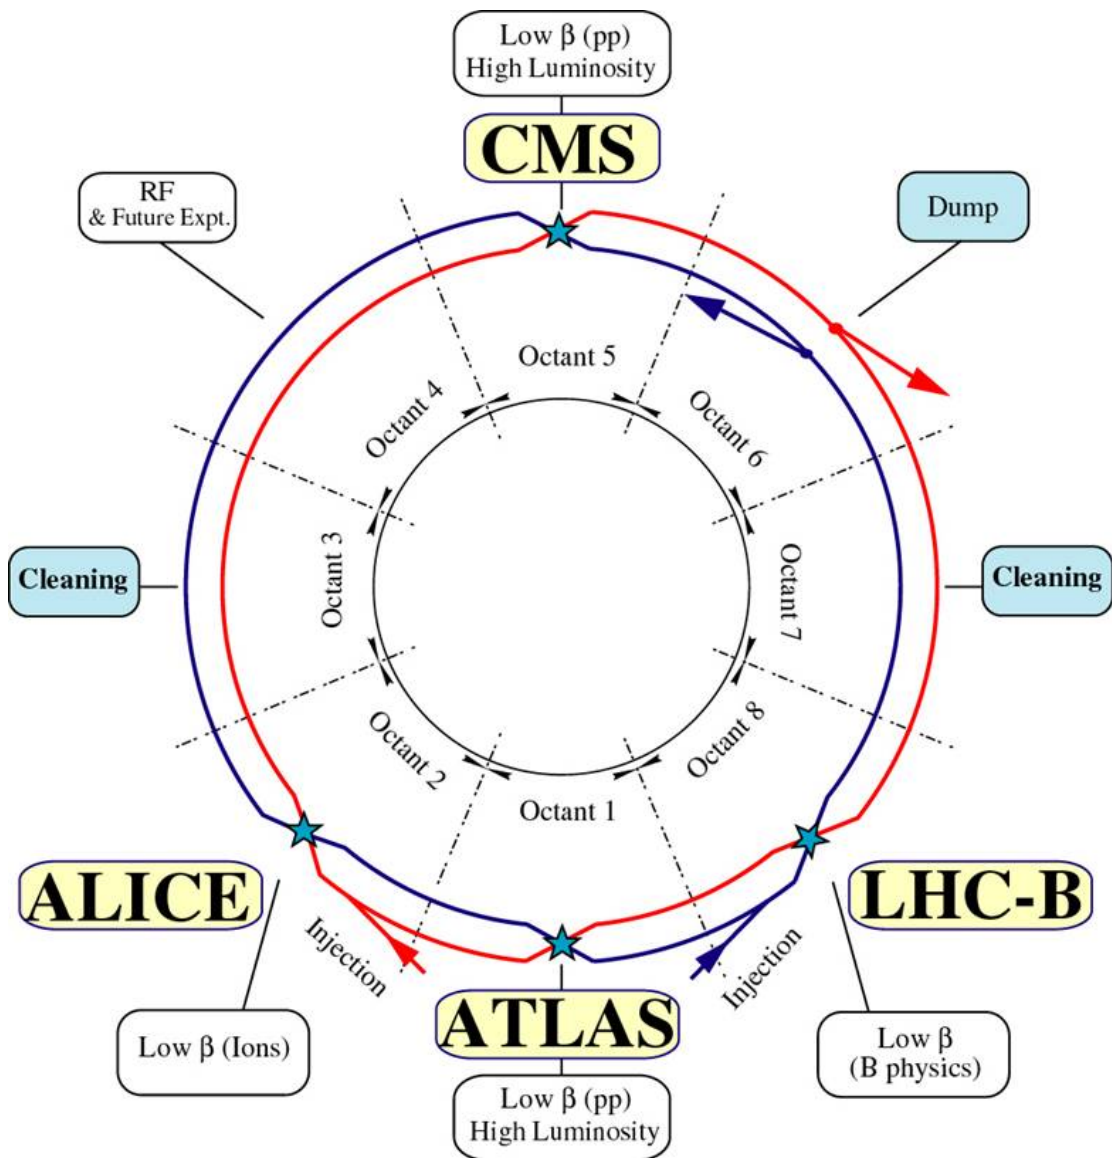 Low β (pp)
High Luminosity
CMS
RF
& Future Expt.
Dump
Octant 5
Octant 4
Octant 6
Cleaning
Octant 3
Octant 7
Cleaning
Octant 2
Octant 8
Octant 1
ALICE
LHC-B
Injection
Injection
ATLAS
Low β (Ions)
Low β
(B physics)
Low β (pp)
High Luminosity